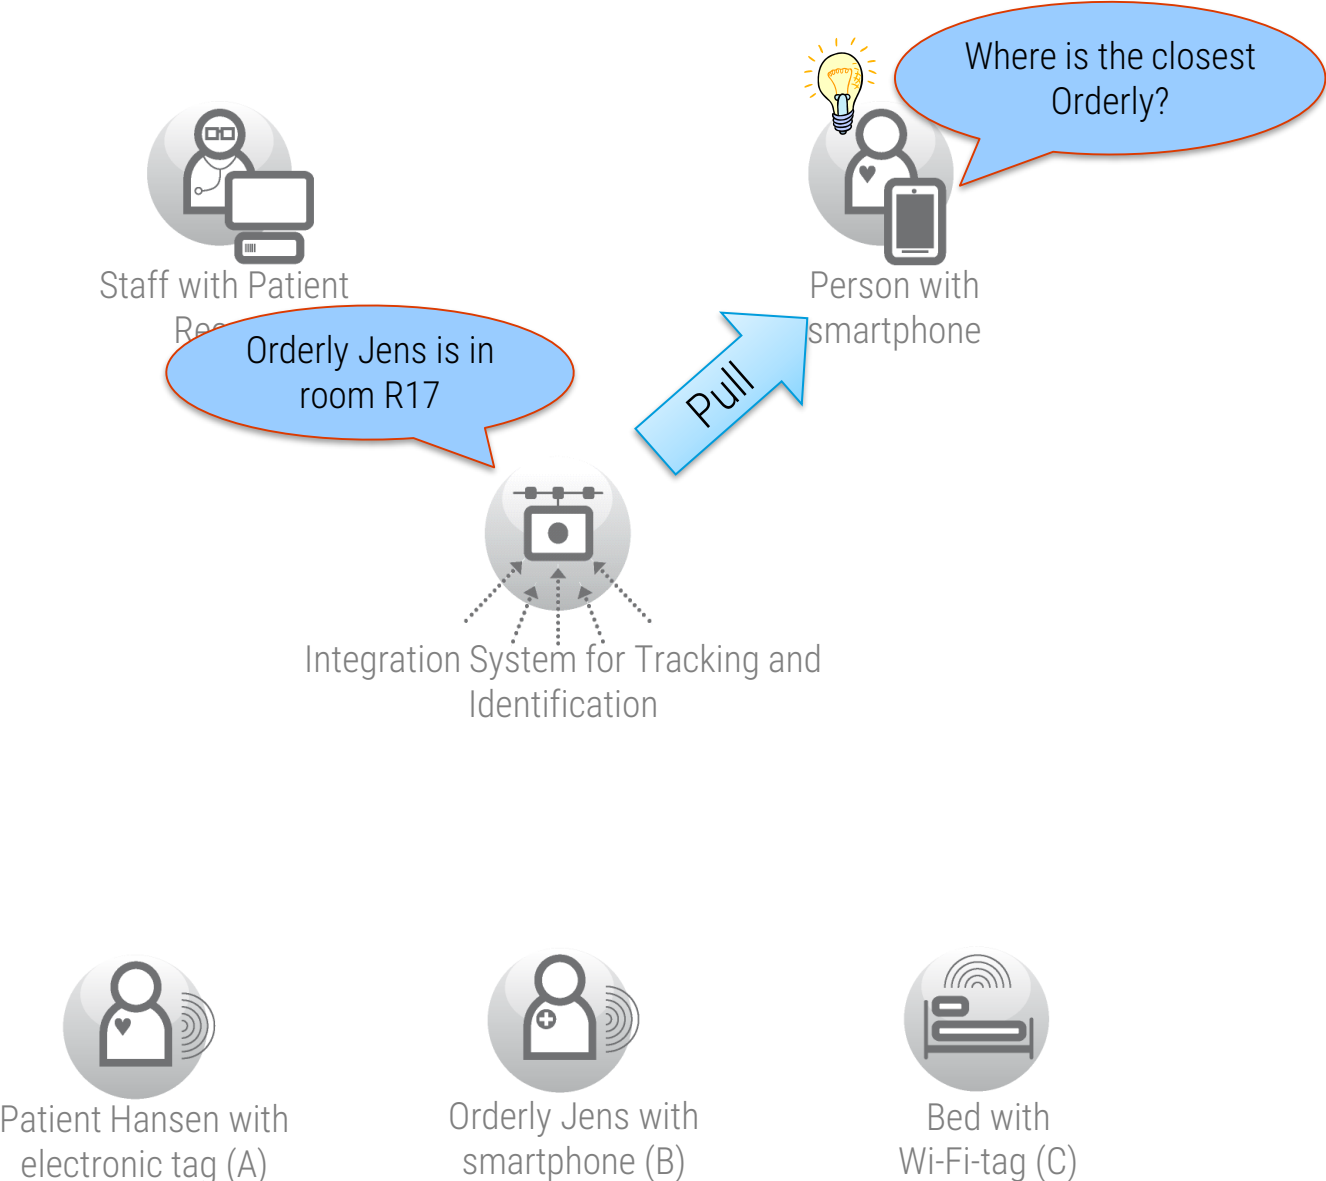 Where is the closest
Orderly?
Staff with Patient
Person with
smartphone
Orderly Jens is in
room R17
Pull
Integration System for Tracking and
Identification
Patient Hansen with
electronic tag (A)
Orderly Jens with
smartphone (B)
Bed with
Wi-Fi-tag (C)